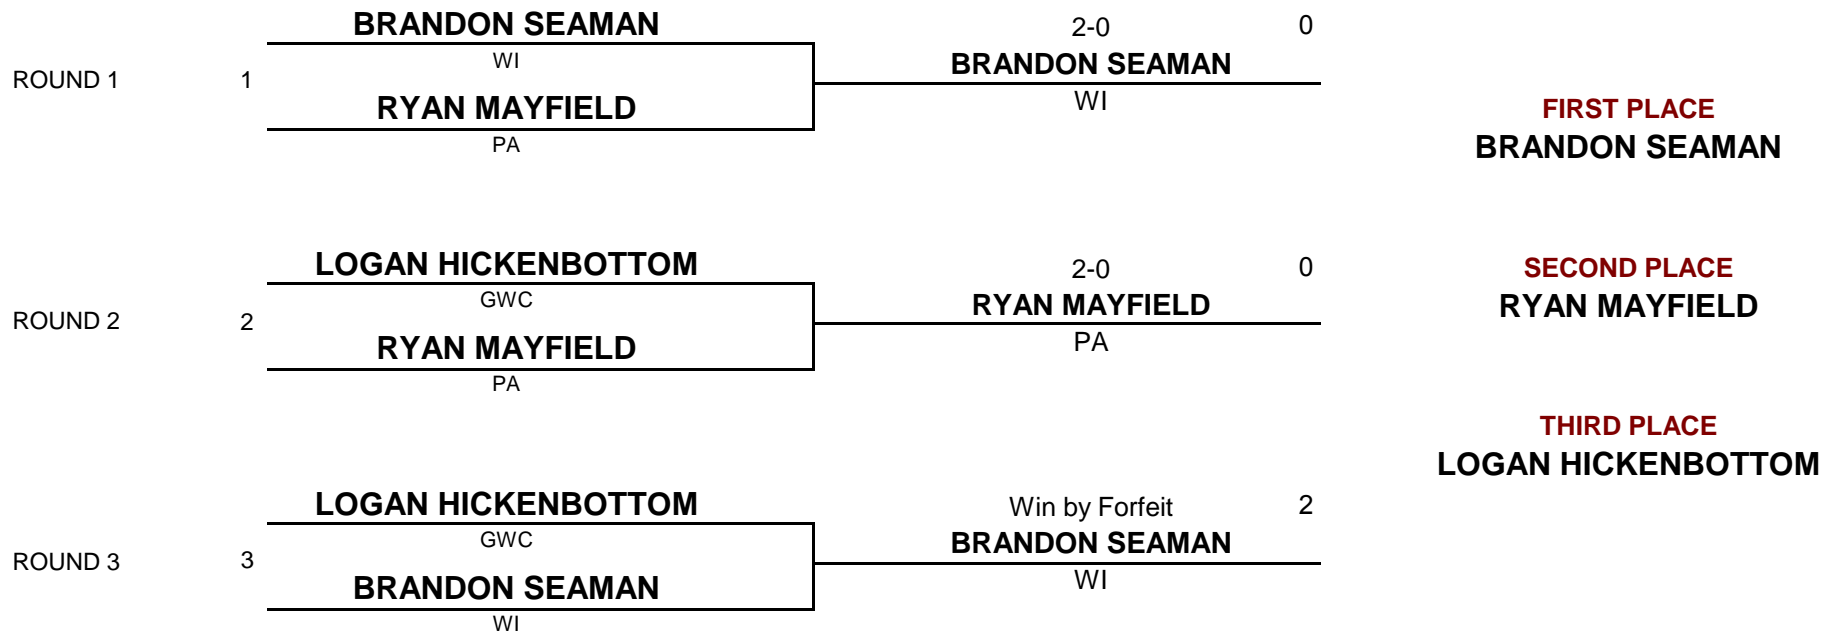 BRANDON SEAMAN
WI
ROUND 1
1
RYAN MAYFIELD
PA
2-0
0
BRANDON SEAMAN
WI
FIRST PLACE
BRANDON SEAMAN
LOGAN HICKENBOTTOM
GWC
ROUND 2
2
RYAN MAYFIELD
PA
2-0
0
RYAN MAYFIELD
PA
SECOND PLACE
RYAN MAYFIELD
THIRD PLACE
LOGAN HICKENBOTTOM
LOGAN HICKENBOTTOM
GWC
ROUND 3
3
BRANDON SEAMAN
WI
Win by Forfeit
2
BRANDON SEAMAN
WI